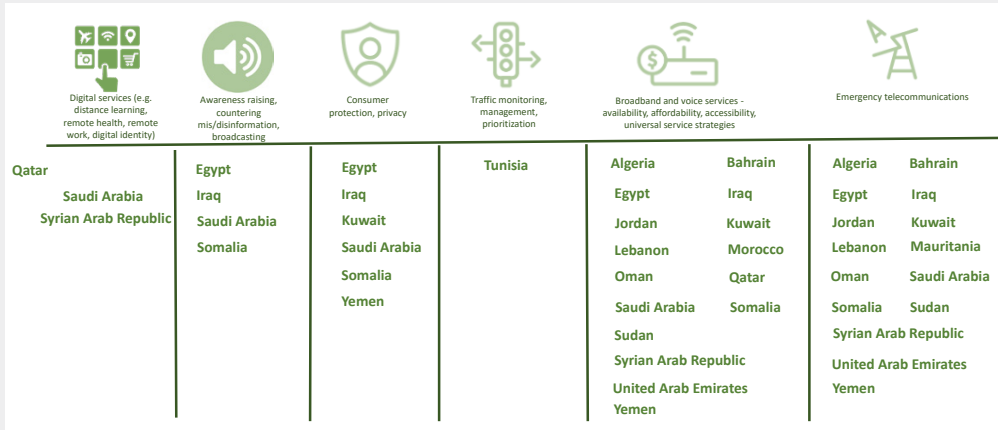 Digital services (e.g.
distance learning,
remote health, remote
work, digital identity)
Awareness raising,
countering
mis/disinformation,
broadcasting
Consumer
protection, privacy
Traffic monitoring,
management,
prioritization
Broadband and voice services -
availability, affordability, accessibility,
universal service strategies
Emergency telecommunications
Qatar
Saudi Arabia
Syrian Arab Republic
Egypt
Iraq
Saudi Arabia
Somalia
Egypt
Iraq
Kuwait
Saudi Arabia
Somalia
Yemen
Tunisia
Algeria Bahrain
Egypt Iraq
Jordan Kuwait
Lebanon Morocco
Oman Qatar
Saudi Arabia Somalia
Sudan
Syrian Arab Republic
United Arab Emirates
Yemen
Algeria Bahrain
Egypt Iraq
Jordan Kuwait
Lebanon Mauritania
Oman Saudi Arabia
Somalia Sudan
Syrian Arab Republic
United Arab Emirates
Yemen